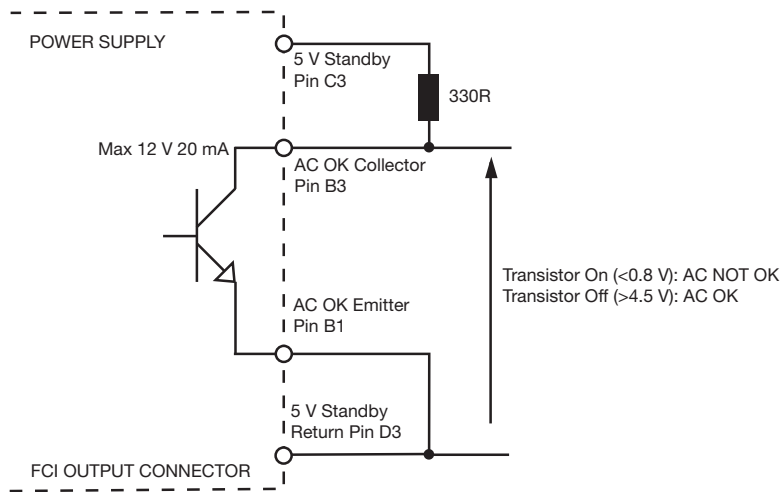 POWER SUPPLY
5 V Standby
Pin C3
330R
Max 12 V 20 mA
AC OK Collector
Pin B3
Transistor On (<0.8 V): AC NOT OK
Transistor Off (>4.5 V): AC OK
AC OK Emitter
Pin B1
5 V Standby
Return Pin D3
FCI OUTPUT CONNECTOR